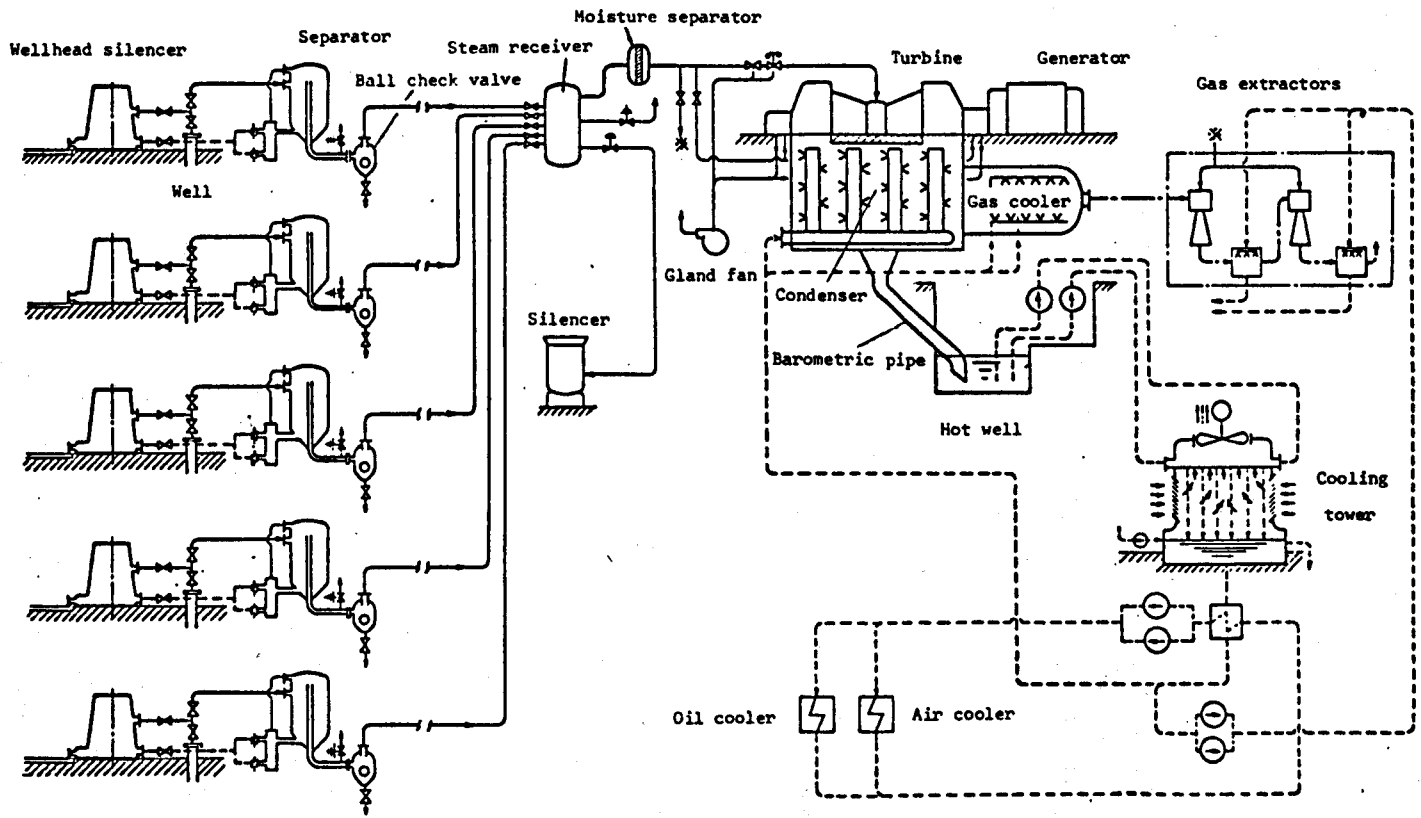 Moisture separator
Wellhead silencer
Separator
Steam receiver
Ball check valve
Turbine
Generator
Gas extractors
Well
Gas cooler
Gland fan
Condenser
Silencer
Barometric pipe
Hot well
Cooling
tower
Oil cooler
Air cooler